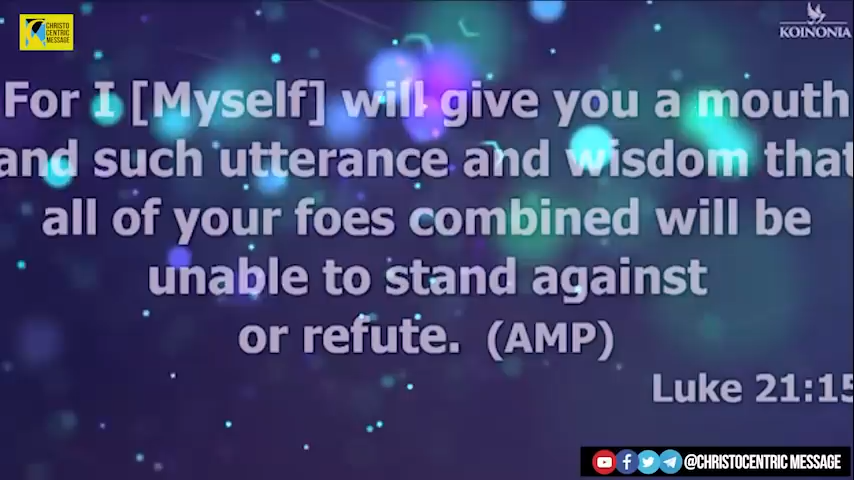 CHRISTO
CENTRIC
MESSAGE
KOINONIA
For I [Myself] will give you a mouth
and such utterance and wisdom that
all of your foes combined will be
unable to stand against
or refute. (AMP)
Luke 21:15
@CHRISTOCENTRIC MESSAGE